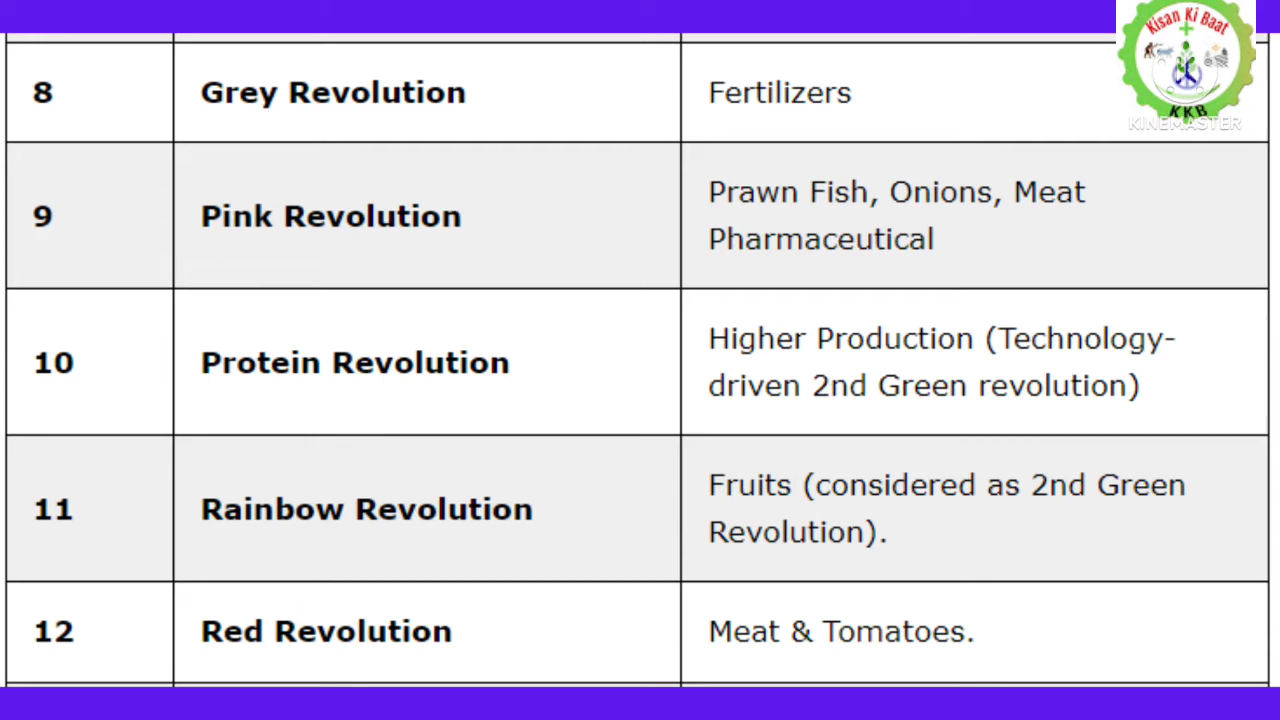 Kisan Ki Baat
KKB
KINEMASTER
8 Grey Revolution Fertilizers
9 Pink Revolution Prawn Fish, Onions, Meat
Pharmaceutical
10 Protein Revolution Higher Production (Technology-
driven 2nd Green revolution)
11 Rainbow Revolution Fruits (considered as 2nd Green
Revolution).
12 Red Revolution Meat & Tomatoes.